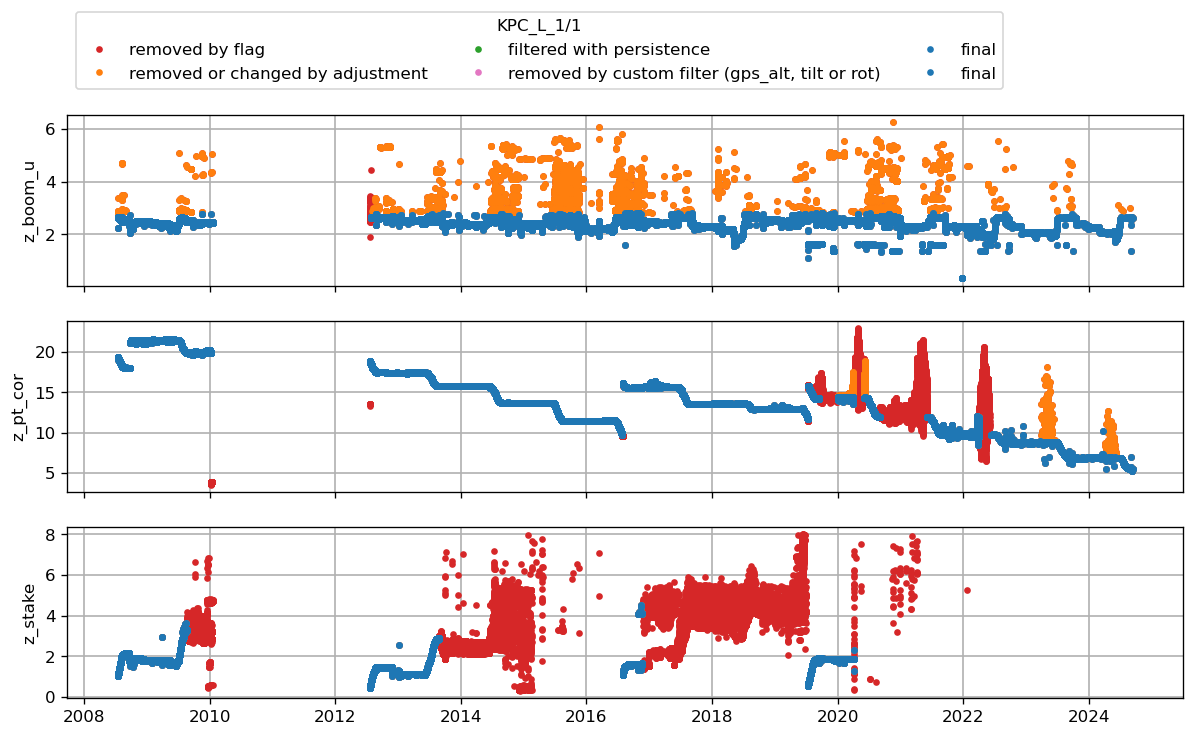 KPC_L_1/1
removed by flag
filtered with persistence
final
removed or changed by adjustment
removed by custom filter (gps_alt, tilt or rot)
final
z_boom_u
6
4
2
z_pt_cor
20
15
10
5
z_stake
8
6
4
2
0
2008 2010 2012 2014 2016 2018 2020 2022 2024